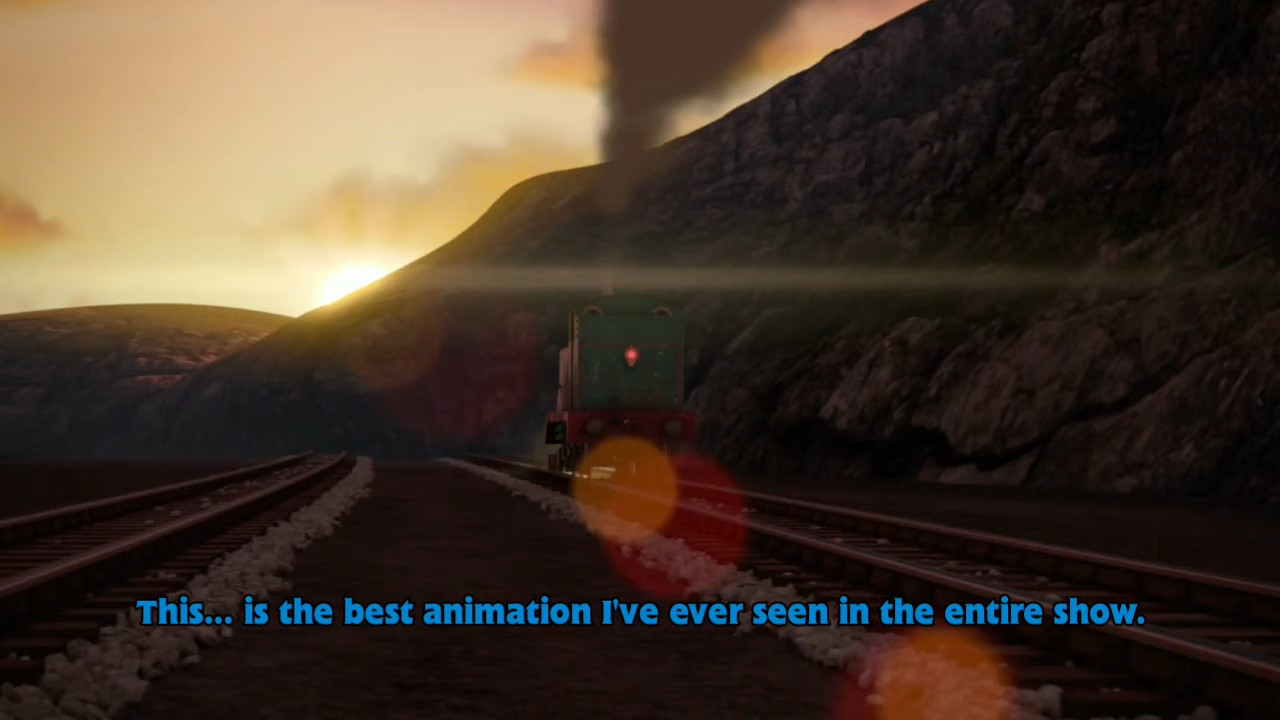 This... is the best animation I've ever seen in the entire show.